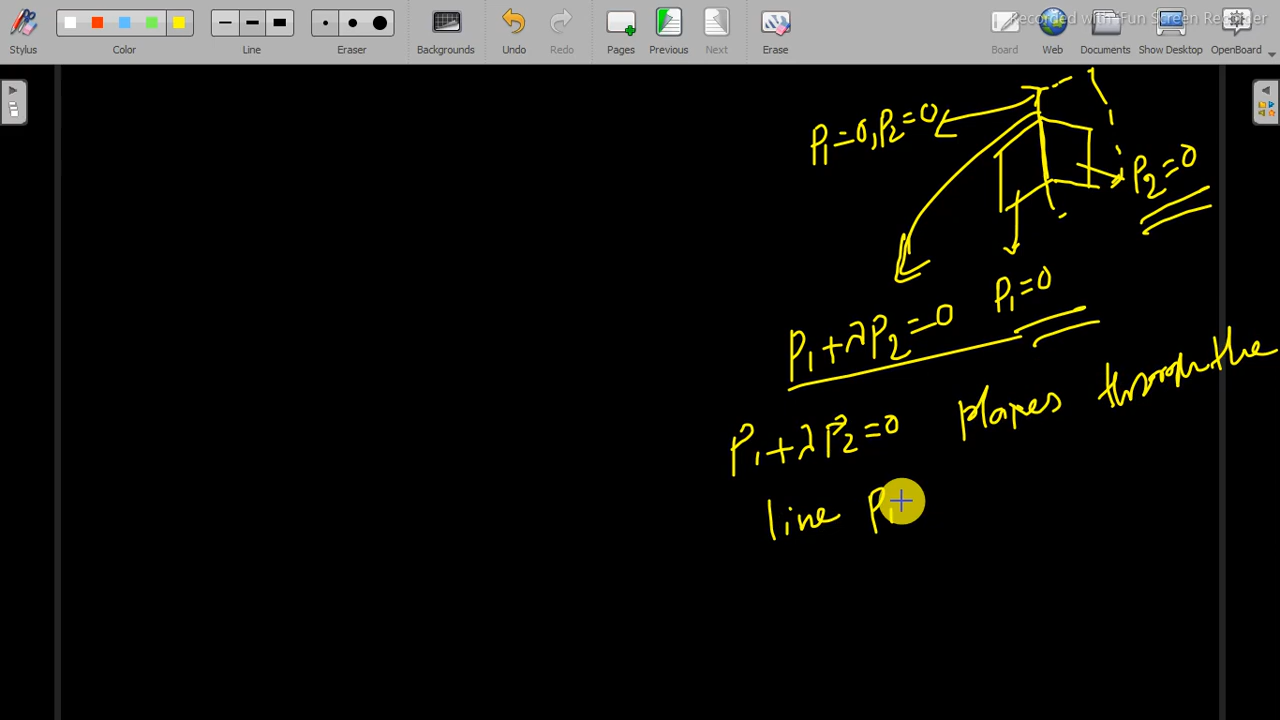 Recorded with Fun Screen Recorder
Stylus Color Line Eraser Backgrounds Undo Redo Pages Previous Next Erase Board Web Documents Show Desktop OpenBoard
P₁=0, P₂=0
P₂=0
P₁=0
P₁+λP₂=0
P₁+λP₂=0 planes through the
line P₁